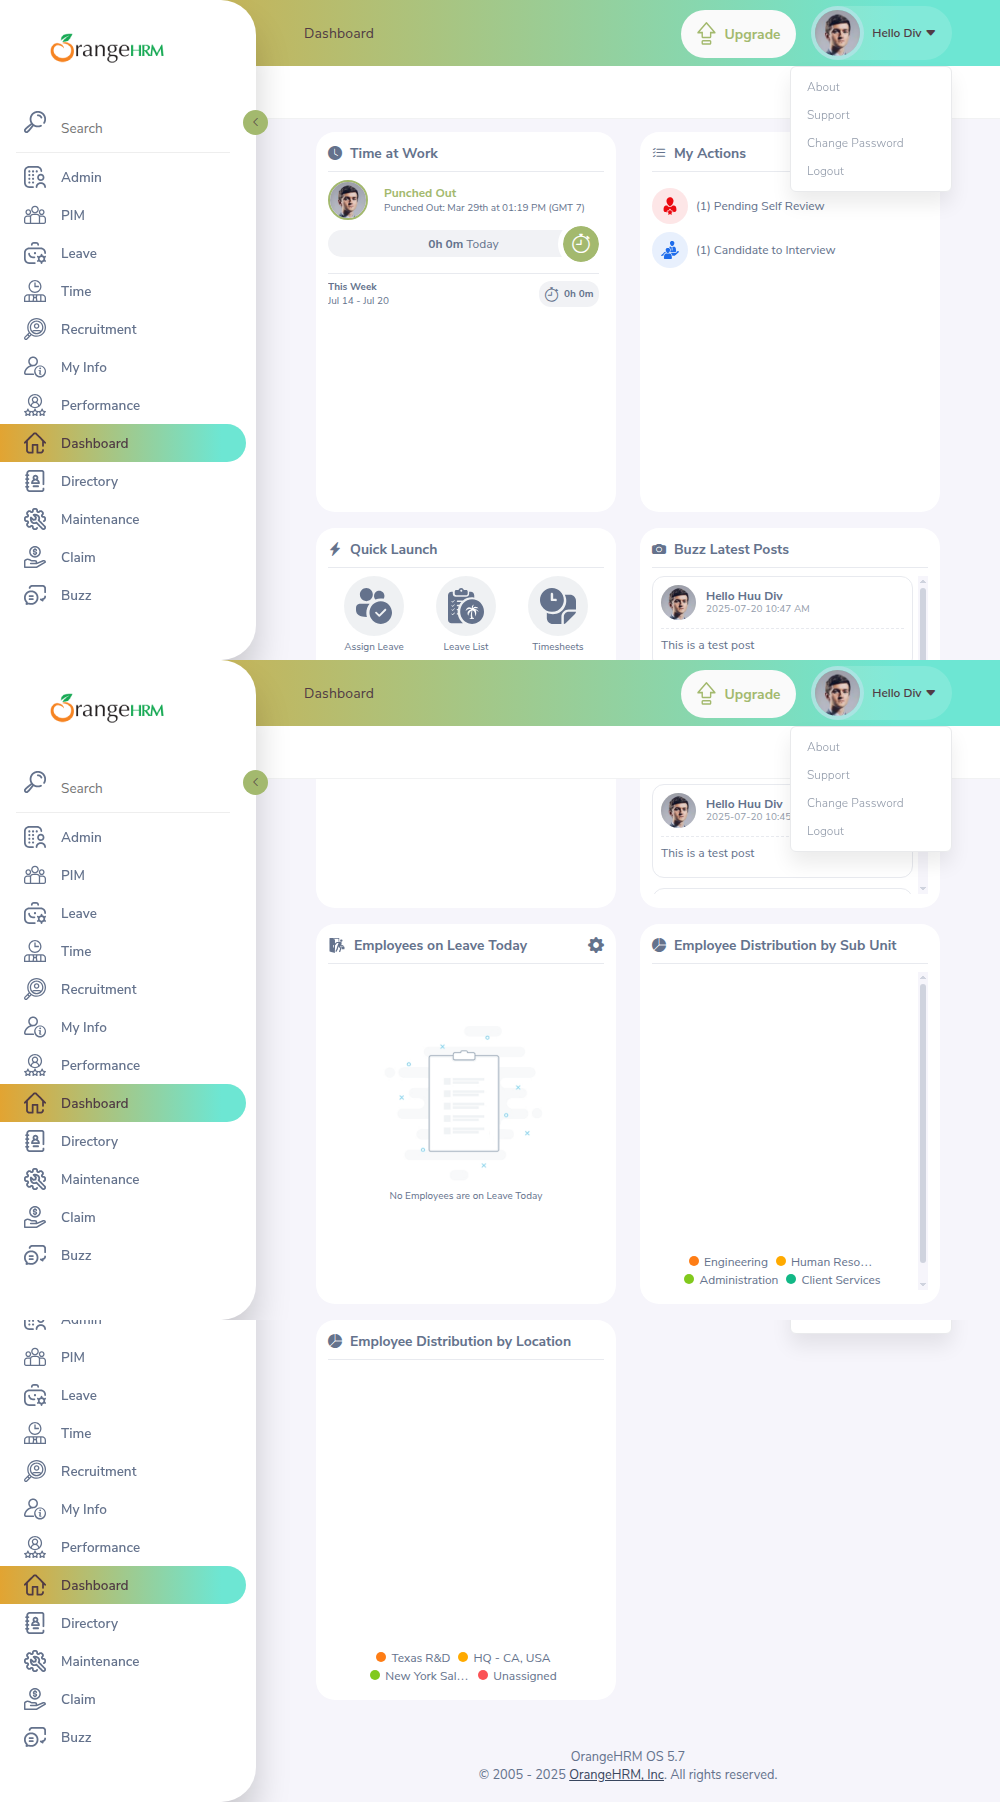 OrangeHRM
Dashboard
Upgrade
Hello Div
About
Support
Change Password
Logout
Search
Admin
PIM
Leave
Time
Recruitment
My Info
Performance
Dashboard
Directory
Maintenance
Claim
Buzz
Time at Work
Punched Out
Punched Out: Mar 29th at 01:19 PM (GMT 7)
0h 0m Today
This Week
Jul 14 - Jul 20
0h 0m
My Actions
(1) Pending Self Review
(1) Candidate to Interview
Quick Launch
Assign Leave
Leave List
Timesheets
Buzz Latest Posts
Hello Huu Div
2025-07-20 10:47 AM
This is a test post
OrangeHRM
Dashboard
Upgrade
Hello Div
About
Support
Change Password
Logout
Search
Admin
PIM
Leave
Time
Recruitment
My Info
Performance
Dashboard
Directory
Maintenance
Claim
Buzz
Hello Huu Div
2025-07-20 10:45
This is a test post
Employees on Leave Today
No Employees are on Leave Today
Employee Distribution by Sub Unit
Engineering
Human Reso...
Administration
Client Services
Admin
PIM
Leave
Time
Recruitment
My Info
Performance
Dashboard
Directory
Maintenance
Claim
Buzz
Employee Distribution by Location
Texas R&D
HQ - CA, USA
New York Sal...
Unassigned
OrangeHRM OS 5.7
© 2005 - 2025 OrangeHRM, Inc. All rights reserved.